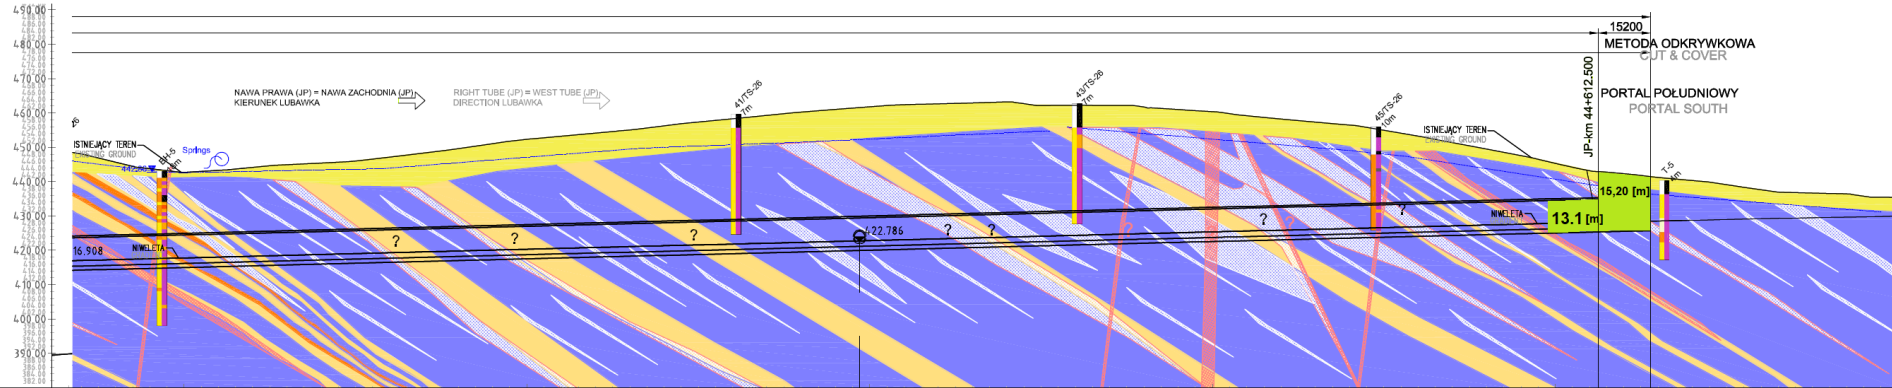 490.00
480.00
470.00
460.00
450.00
440.00
430.00
420.00
410.00
400.00
390.00
NAWA PRAWA (JP) = NAWA ZACHODNIA (JP)
KIERUNEK LUBAWKA
RIGHT TUBE (JP) = WEST TUBE (JP)
DIRECTION LUBAWKA
ISTNIEJĄCY TEREN
EXISTING GROUND
Springs
BH-5
41/TS-26
7m
43/TS-26
7m
45/TS-26
10m
ISTNIEJĄCY TEREN
EXISTING GROUND
15200
METODA ODKRYWKOWA
CUT & COVER
JP-km 44+612.500
PORTAL POŁUDNIOWY
PORTAL SOUTH
T-5
4m
15,20 [m]
13.1 [m]
NIWELETA
NIWELETA
16.908
422.786
?
?
?
?
?
?
?
?